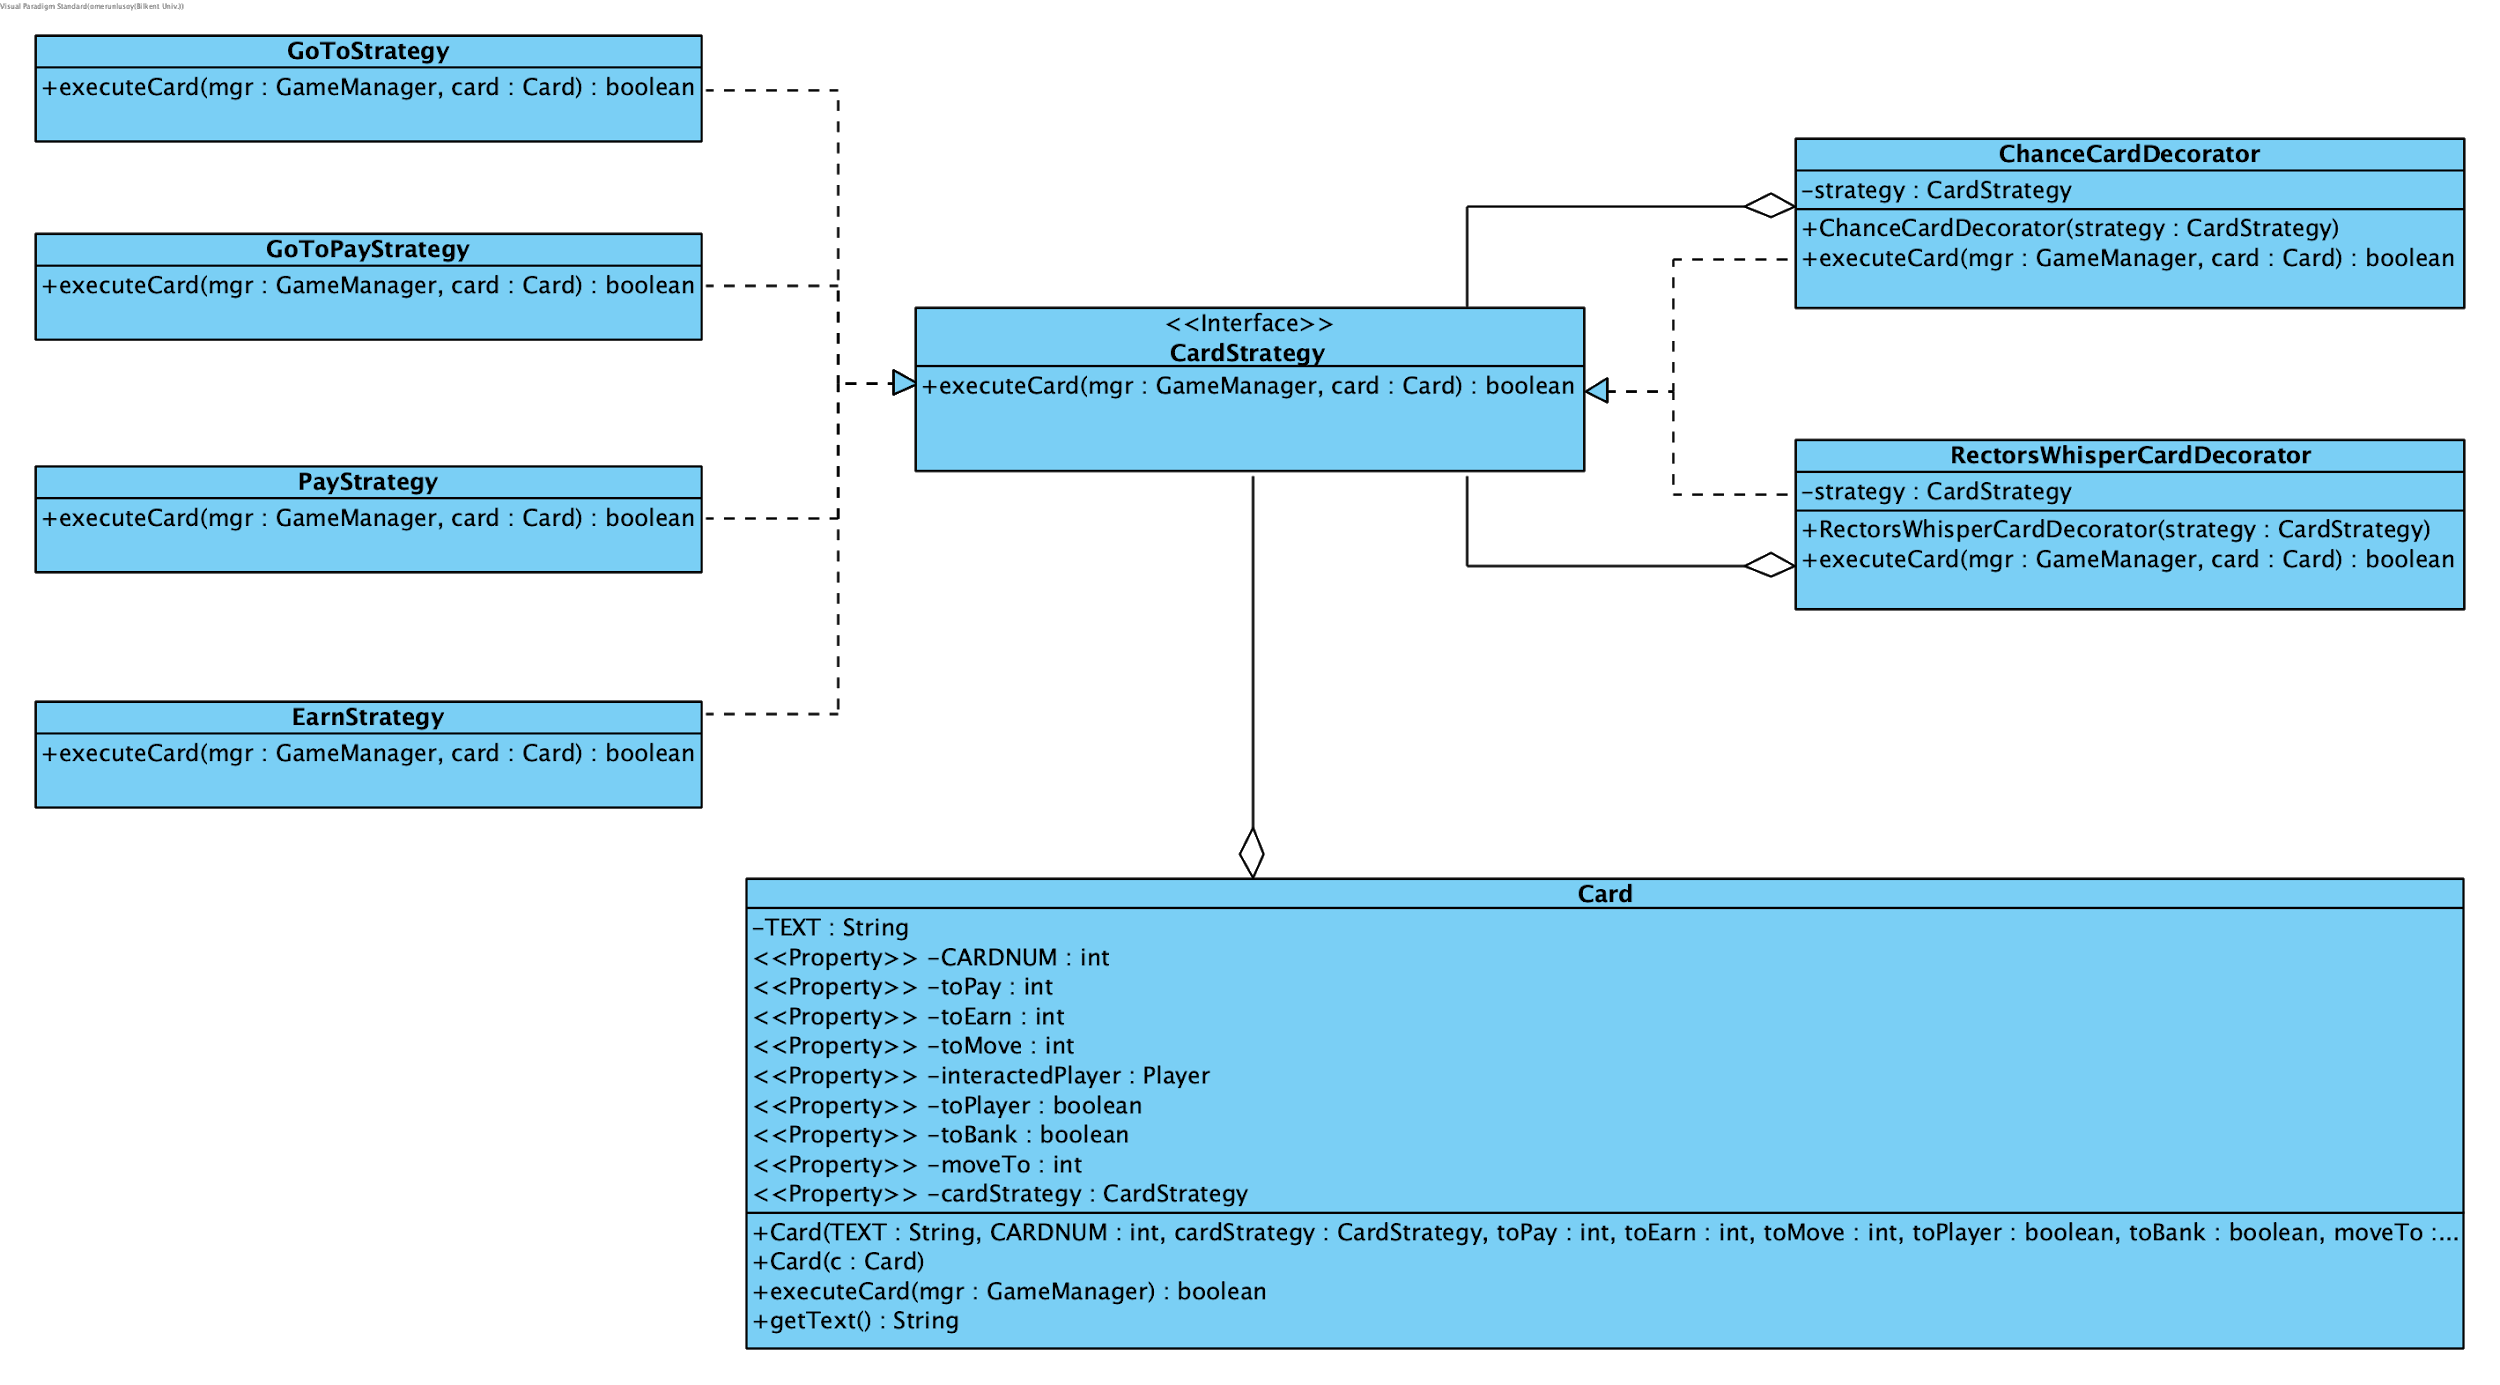 Visual Paradigm Standard(omerunlusoy(Bilkent Univ.))
GoToStrategy
+executeCard(mgr : GameManager, card : Card) : boolean
GoToPayStrategy
+executeCard(mgr : GameManager, card : Card) : boolean
PayStrategy
+executeCard(mgr : GameManager, card : Card) : boolean
EarnStrategy
+executeCard(mgr : GameManager, card : Card) : boolean
<<Interface>>
CardStrategy
+executeCard(mgr : GameManager, card : Card) : boolean
ChanceCardDecorator
-strategy : CardStrategy
+ChanceCardDecorator(strategy : CardStrategy)
+executeCard(mgr : GameManager, card : Card) : boolean
RectorsWhisperCardDecorator
-strategy : CardStrategy
+RectorsWhisperCardDecorator(strategy : CardStrategy)
+executeCard(mgr : GameManager, card : Card) : boolean
Card
-TEXT : String
<<Property>> -CARDNUM : int
<<Property>> -toPay : int
<<Property>> -toEarn : int
<<Property>> -toMove : int
<<Property>> -interactedPlayer : Player
<<Property>> -toPlayer : boolean
<<Property>> -toBank : boolean
<<Property>> -moveTo : int
<<Property>> -cardStrategy : CardStrategy
+Card(TEXT : String, CARDNUM : int, cardStrategy : CardStrategy, toPay : int, toEarn : int, toMove : int, toPlayer : boolean, toBank : boolean, moveTo :...
+Card(c : Card)
+executeCard(mgr : GameManager) : boolean
+getText() : String